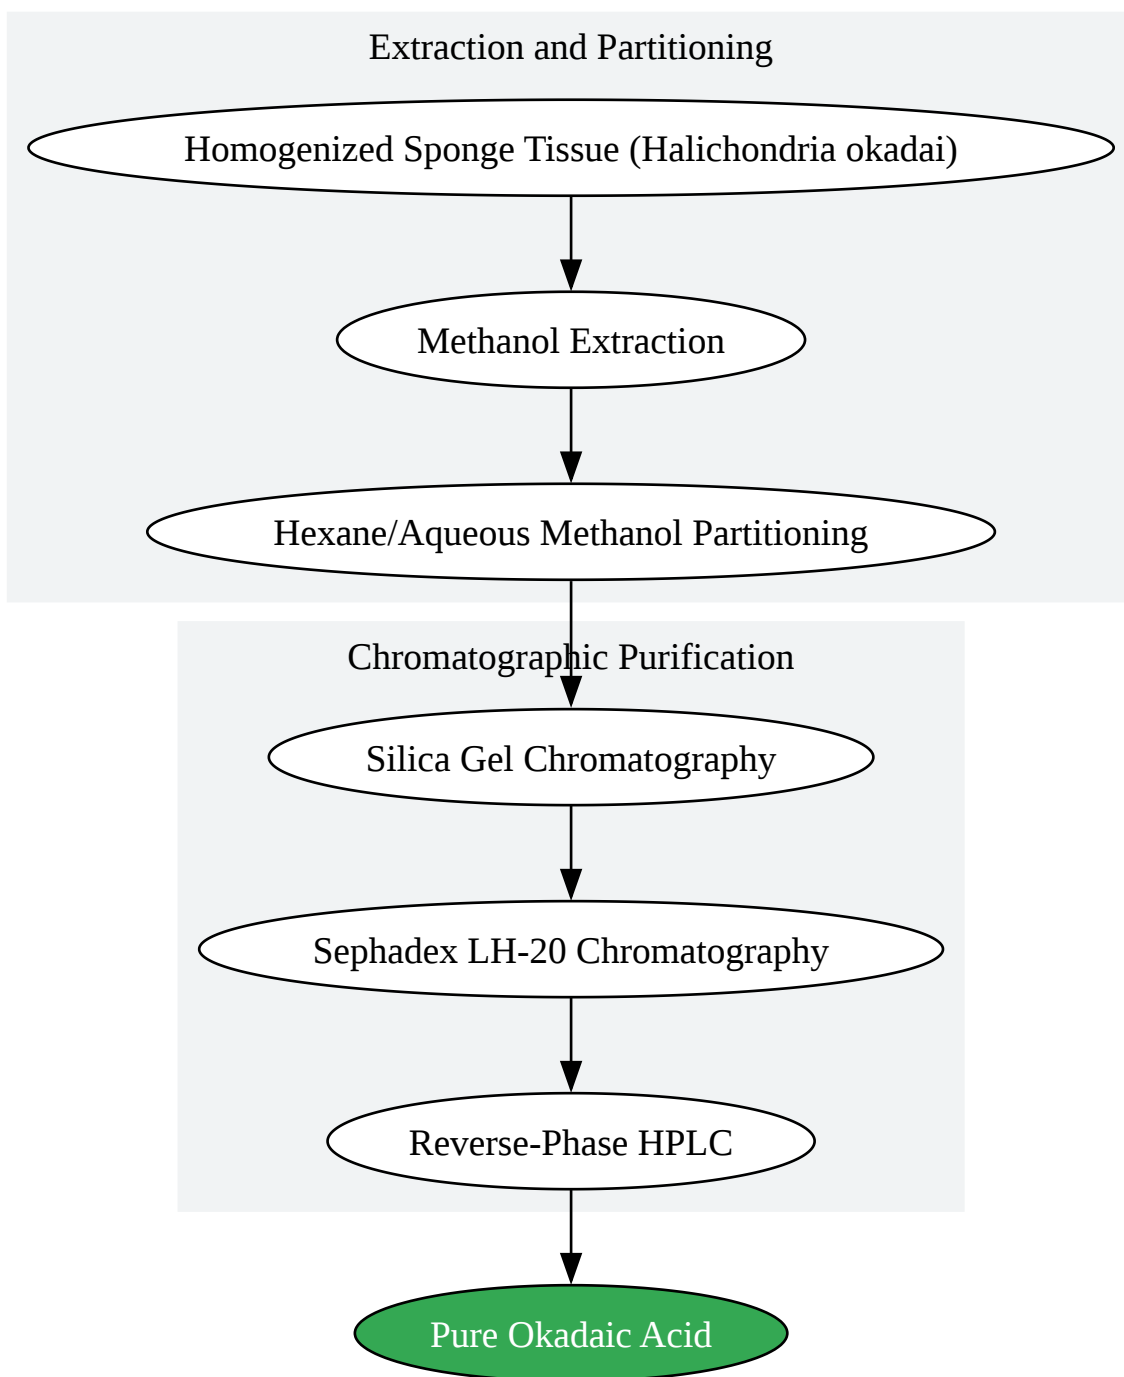 Extraction and Partitioning
Homogenized Sponge Tissue (Halichondria okadai)
Methanol Extraction
Hexane/Aqueous Methanol Partitioning
Chromatographic Purification
Silica Gel Chromatography
Sephadex LH-20 Chromatography
Reverse-Phase HPLC
Pure Okadaic Acid